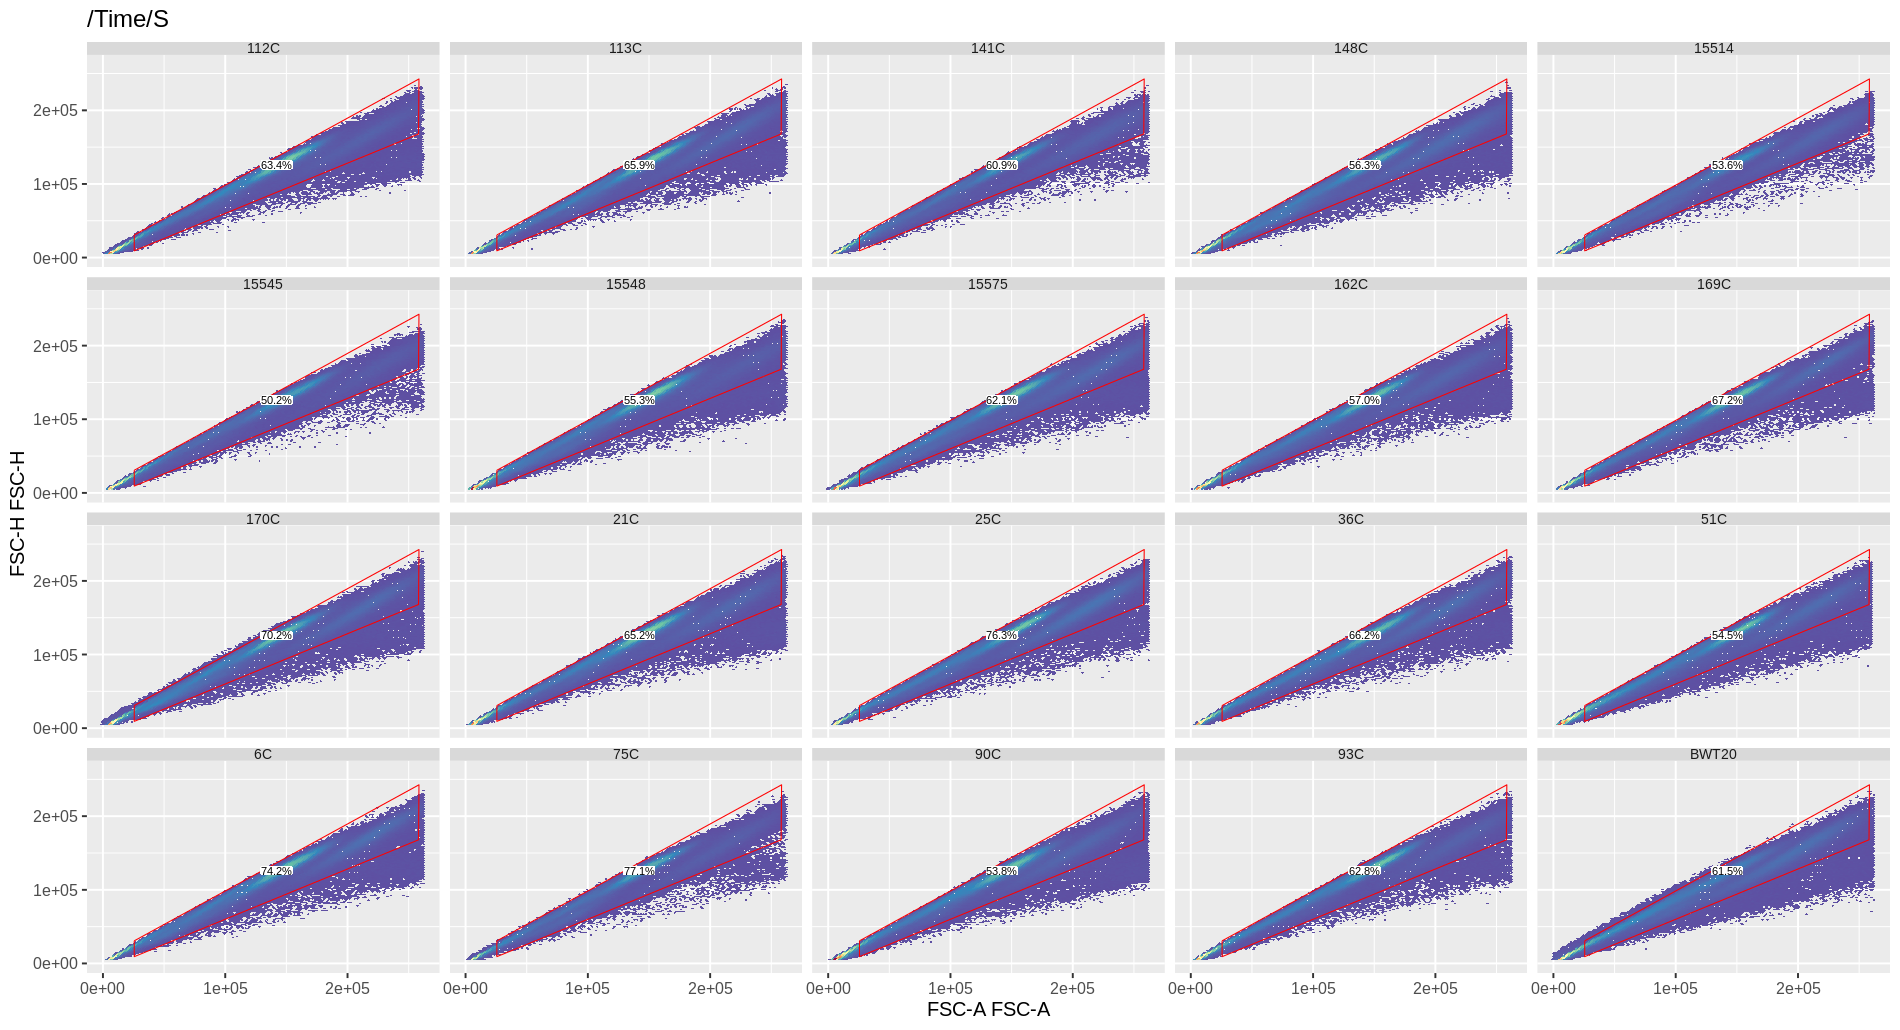 /Time/S
112C 113C 141C 148C 15514
2e+05
63.4% 65.9% 60.9% 56.3% 53.6%
1e+05
0e+00
15545 15548 15575 162C 169C
2e+05
50.2% 55.3% 62.1% 57.0% 67.2%
1e+05
0e+00
170C 21C 25C 36C 51C
2e+05
70.2% 65.2% 76.3% 66.2% 54.5%
1e+05
0e+00
6C 75C 90C 93C BWT20
2e+05
74.2% 77.1% 53.8% 62.8% 61.5%
1e+05
0e+00
0e+00 1e+05 2e+05 0e+00 1e+05 2e+05 0e+00 1e+05 2e+05 0e+00 1e+05 2e+05 0e+00 1e+05 2e+05
FSC-A FSC-A
FSC-H FSC-H